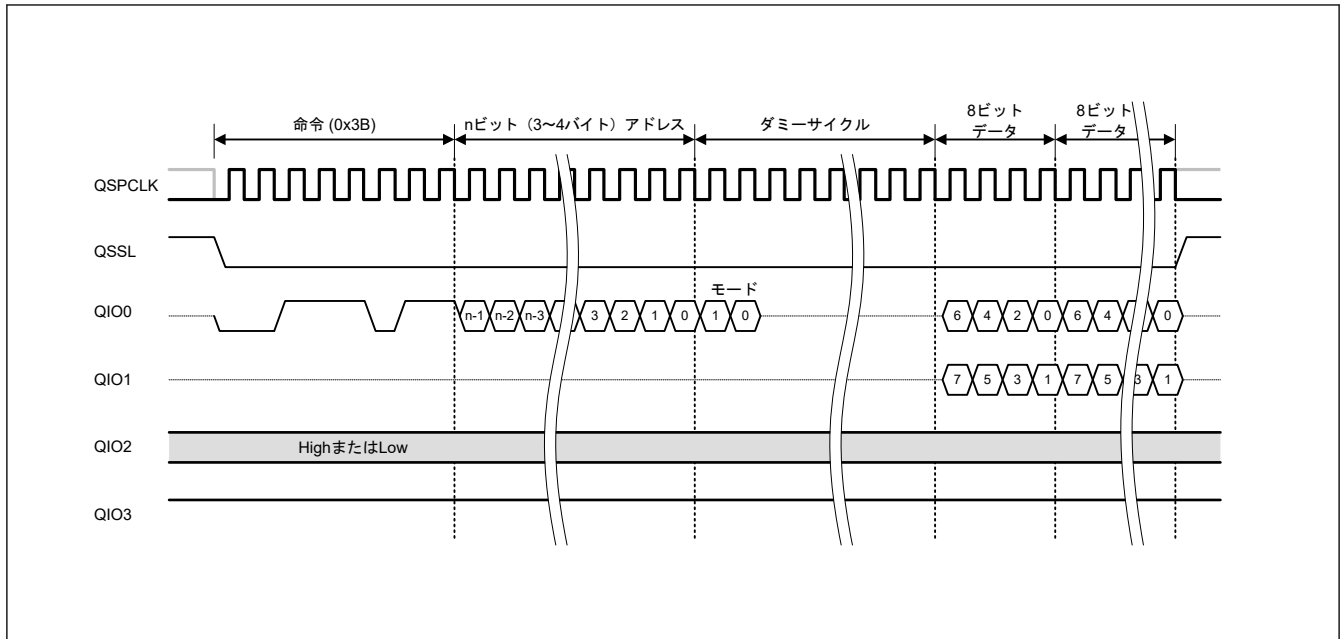 命令 (0x3B) nビット（3～4バイト）アドレス ダミーサイクル 8ビット データ 8ビット データ
QSPCLK
QSSL
モード
QIO0 n-1 n-2 n-3 3 2 1 0 1 0 6 4 2 0 6 4 0
QIO1 7 5 3 1 7 5 3 1
QIO2 HighまたはLow
QIO3